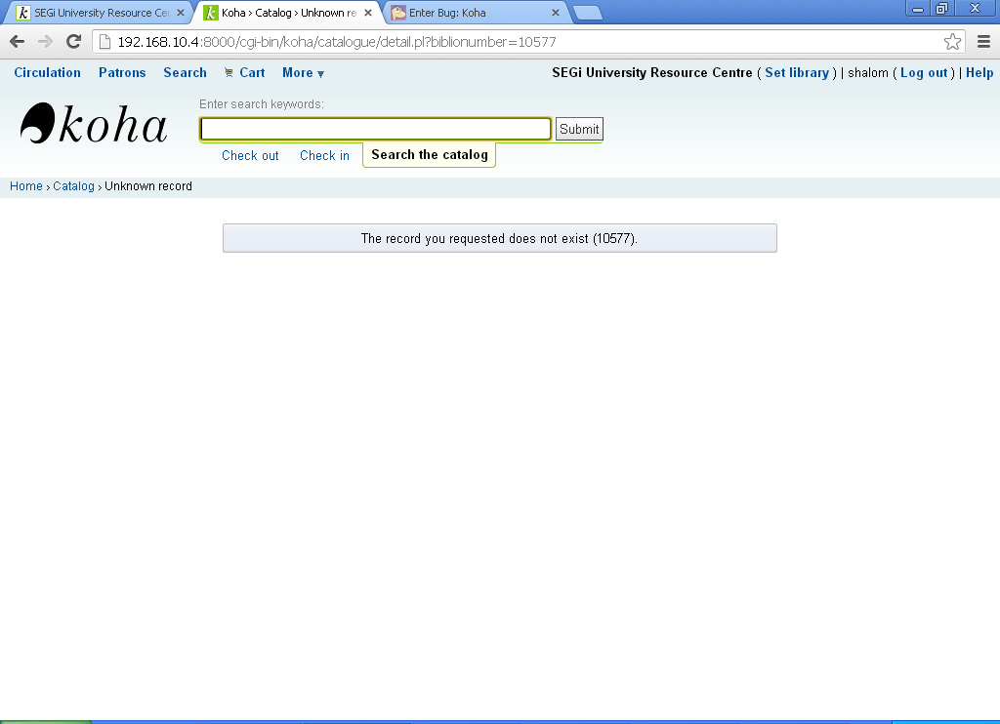 SEGi University Resource Ce
Koha › Catalog › Unknown re
Enter Bug: Koha
192.168.10.4:8000/cgi-bin/koha/catalogue/detail.pl?biblionumber=10577
Circulation Patrons Search Cart More ▼ SEGi University Resource Centre ( Set library ) | shalom ( Log out ) | Help
koha
Enter search keywords:
Submit
Check out Check in Search the catalog
Home › Catalog › Unknown record
The record you requested does not exist (10577).